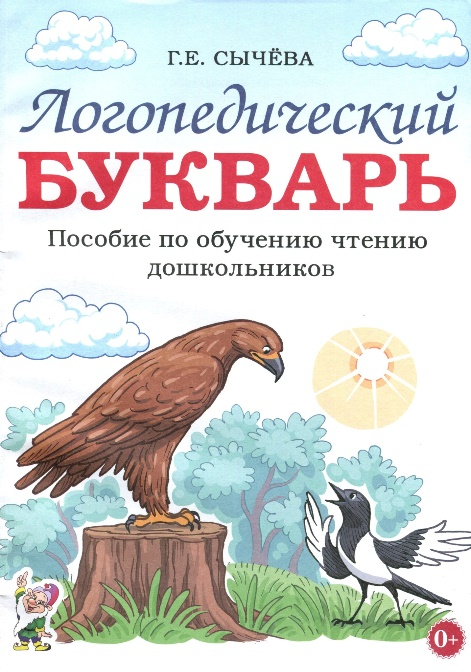 Г.Е. СЫЧЁВА
Логопедический
БУКВАРЬ
Пособие по обучению чтению
дошкольников
0+